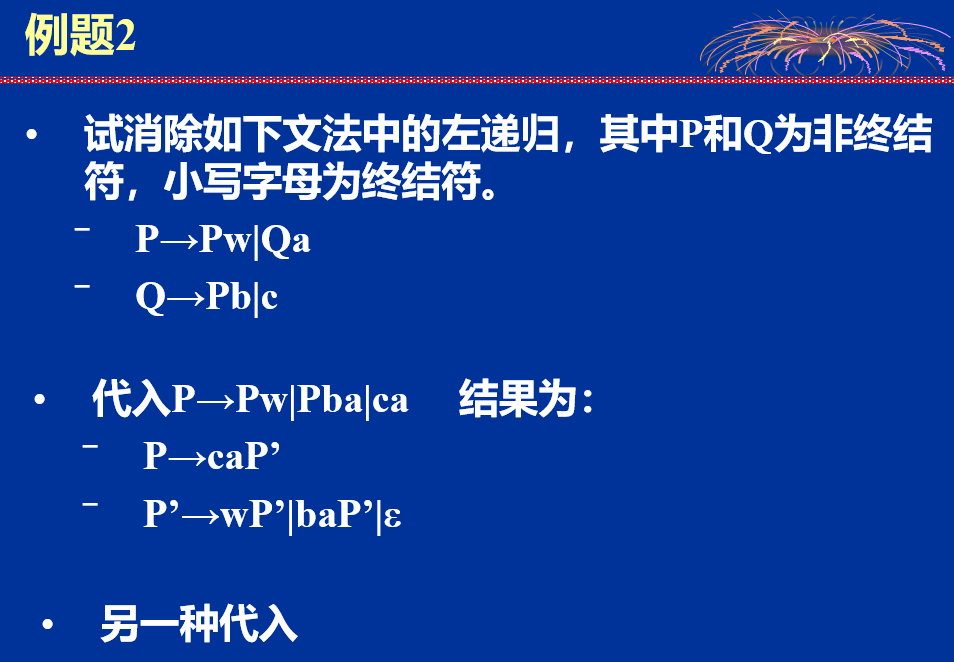 例题2
• 试消除如下文法中的左递归，其中P和Q为非终结
符，小写字母为终结符。
– P→Pw|Qa
– Q→Pb|c
• 代入P→Pw|Pba|ca 结果为：
– P→caP’
– P’→wP’|baP’|ε
• 另一种代入